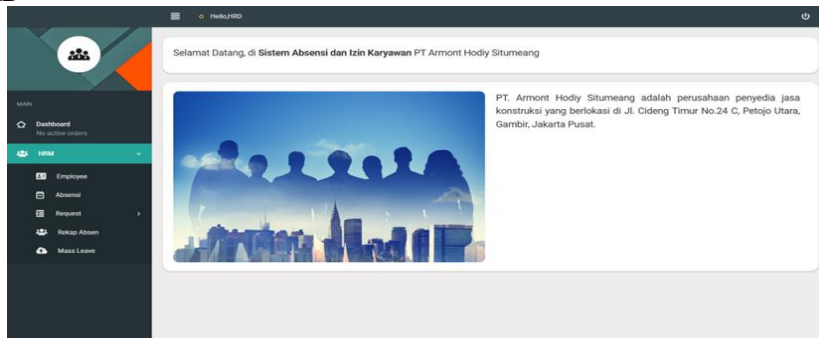 Hello,HRD
Selamat Datang, di Sistem Absensi dan Izin Karyawan PT Armont Hodiy Situmeang
MAIN
Dashboard
No active orders
HRM
Employee
Absensi
Request
Rekap Absen
Mass Leave
PT. Armont Hodiy Situmeang adalah perusahaan penyedia jasa
konstruksi yang berlokasi di Jl. Cideng Timur No.24 C, Petojo Utara,
Gambir, Jakarta Pusat.